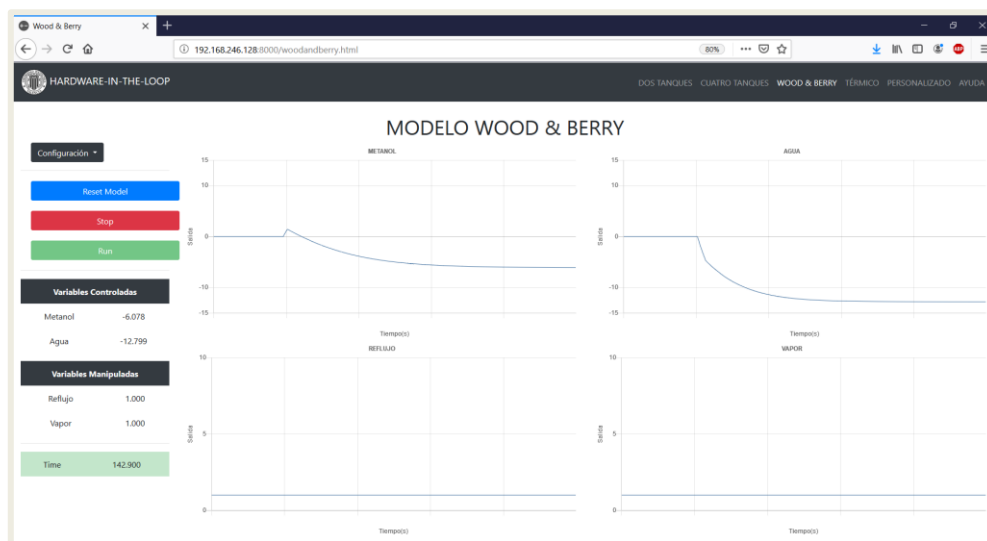 Wood & Berry
192.168.246.128:8000/woodandberry.html
80%
ABP
HARDWARE-IN-THE-LOOP
DOS TANQUES CUATRO TANQUES WOOD & BERRY TÉRMICO PERSONALIZADO AYUDA
MODELO WOOD & BERRY
Configuración
Reset Model
Stop
Run
Variables Controladas
Metanol -6.078
Agua -12.799
Variables Manipuladas
Reflujo 1.000
Vapor 1.000
Time 142.900
METANOL
15
10
Salida
0
-10
-15
Tiempo(s)
AGUA
15
10
Salida
0
-10
-15
Tiempo(s)
REFLUJO
10
Salida
5
0
Tiempo(s)
VAPOR
10
Salida
5
0
Tiempo(s)